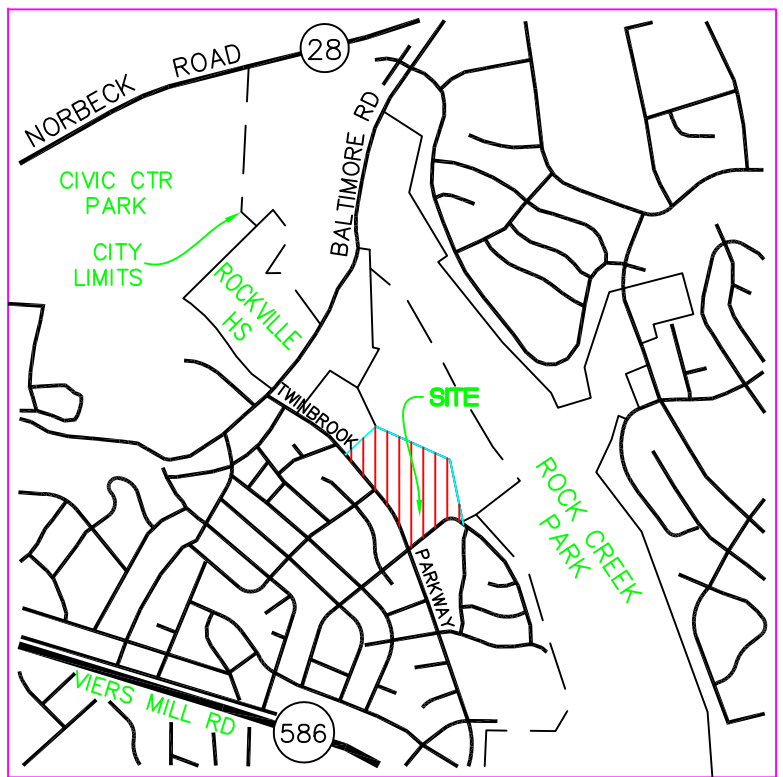 NORBECK ROAD
28
BALTIMORE RD
CIVIC CTR
PARK
CITY
LIMITS
ROCKVILLE
HS
TWINBROOK
SITE
ROCK CREEK
PARK
PARKWAY
VIERS MILL RD
586